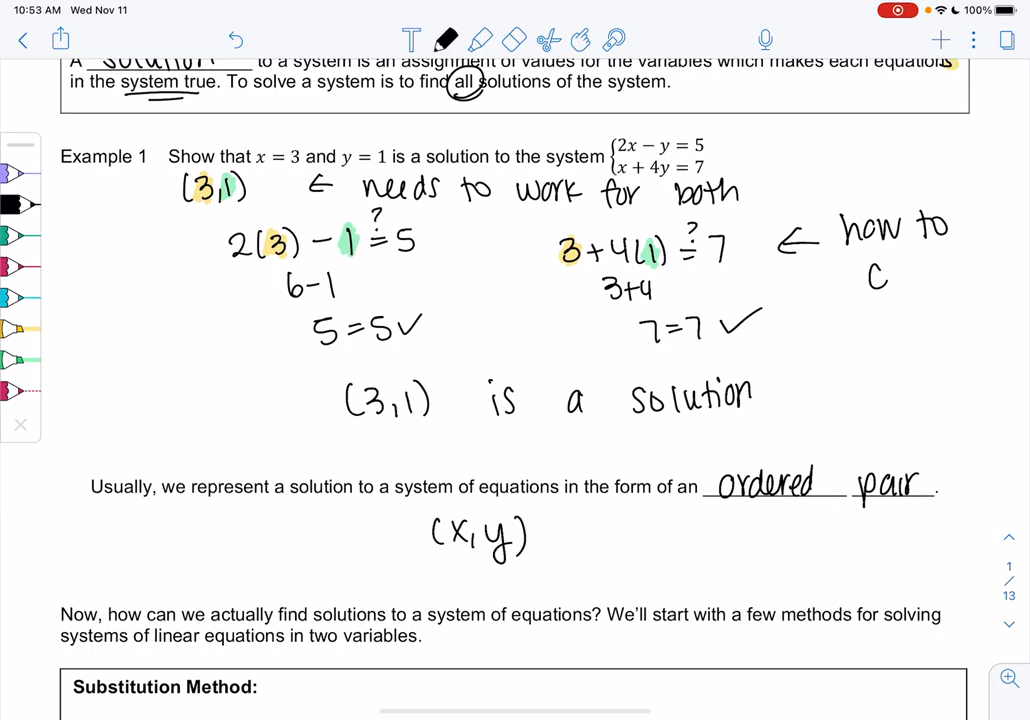 10:53 AM Wed Nov 11
100%
A solution to a system is an assignment of values for the variables which makes each equations
in the system true. To solve a system is to find all solutions of the system.
Example 1 Show that x = 3 and y = 1 is a solution to the system {2x − y = 5
x + 4y = 7
(3,1) ← needs to work for both
2(3) − 1 ≟ 5
6−1
5 = 5 ✓
3 + 4(1) ≟ 7
3+4
7 = 7 ✓
← how to
C
(3,1) is a solution
Usually, we represent a solution to a system of equations in the form of an ordered pair.
(x, y)
1
/
13
Now, how can we actually find solutions to a system of equations? We'll start with a few methods for solving
systems of linear equations in two variables.
Substitution Method: